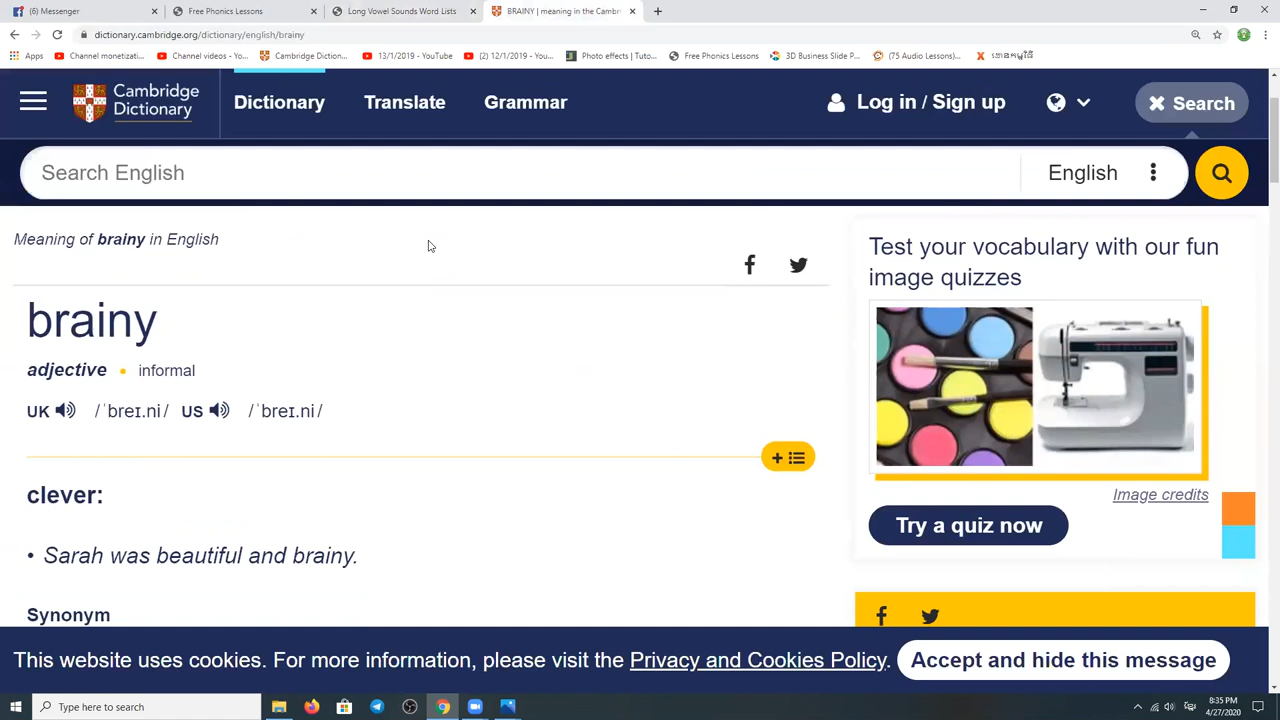 (6) Messenger
Free Phonics Lessons
Long Vowel Sounds Word Lists
BRAINY | meaning in the Cambr
dictionary.cambridge.org/dictionary/english/brainy
Apps
Channel monetizati...
Channel videos - Yo...
Cambridge Diction...
13/1/2019 - YouTube
(2) 12/1/2019 - You...
Photo effects | Tuto...
Free Phonics Lessons
3D Business Slide P...
(75 Audio Lessons)...
Cambridge
Dictionary
Dictionary
Translate
Grammar
Log in / Sign up
Search
Search English
English
Meaning of brainy in English
brainy
adjective • informal
UK /ˈbreɪ.ni/ US /ˈbreɪ.ni/
clever:
• Sarah was beautiful and brainy.
Synonym
Test your vocabulary with our fun
image quizzes
Image credits
Try a quiz now
This website uses cookies. For more information, please visit the Privacy and Cookies Policy.
Accept and hide this message
Type here to search
8:35 PM
4/27/2020